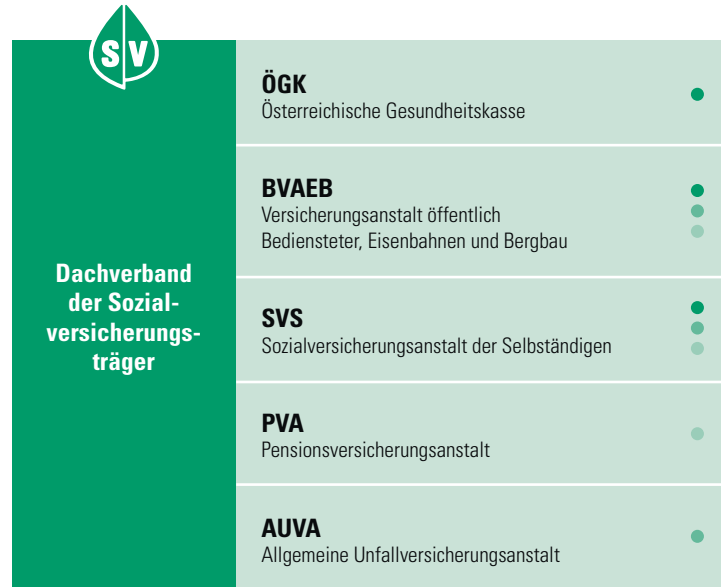 SV
Dachverband
der Sozial-
versicherungs-
träger
ÖGK
Österreichische Gesundheitskasse
BVAEB
Versicherungsanstalt öffentlich
Bediensteter, Eisenbahnen und Bergbau
SVS
Sozialversicherungsanstalt der Selbständigen
PVA
Pensionsversicherungsanstalt
AUVA
Allgemeine Unfallversicherungsanstalt